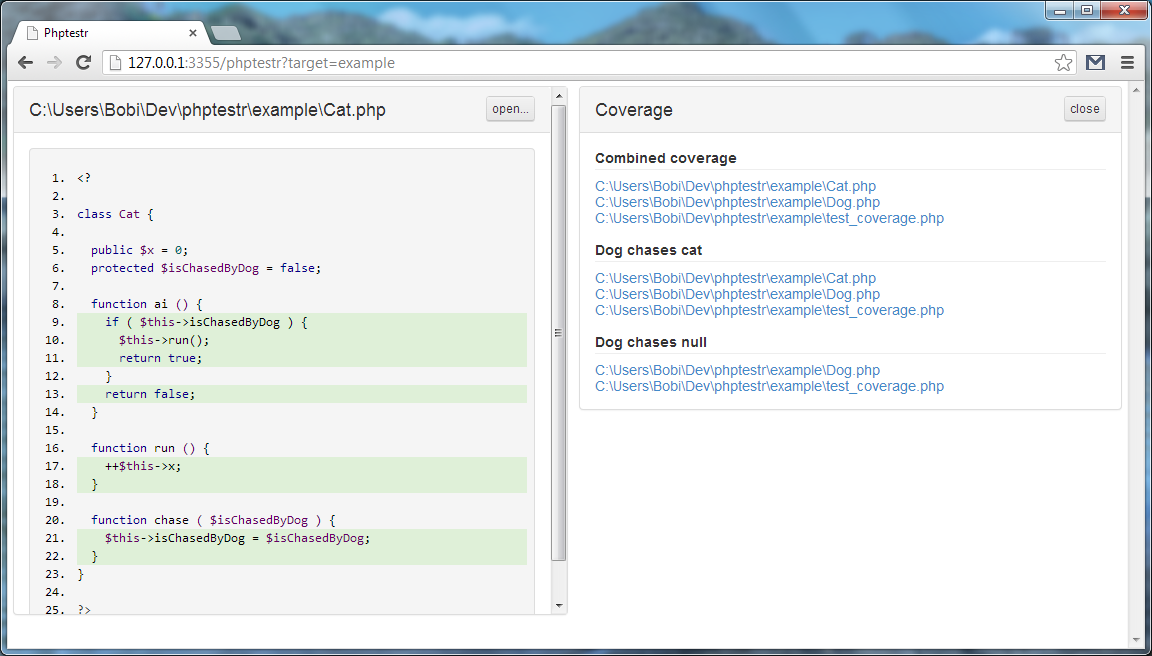 Phptestr
127.0.0.1:3355/phptestr?target=example
C:\Users\Bobi\Dev\phptestr\example\Cat.php
open...
1. <?
2.
3. class Cat {
4.
5.   public $x = 0;
6.   protected $isChasedByDog = false;
7.
8.   function ai () {
9.     if ( $this->isChasedByDog ) {
10.       $this->run();
11.       return true;
12.     }
13.     return false;
14.   }
15.
16.   function run () {
17.     ++$this->x;
18.   }
19.
20.   function chase ( $isChasedByDog ) {
21.     $this->isChasedByDog = $isChasedByDog;
22.   }
23. }
24.
25. ?>
Coverage
close
Combined coverage
C:\Users\Bobi\Dev\phptestr\example\Cat.php
C:\Users\Bobi\Dev\phptestr\example\Dog.php
C:\Users\Bobi\Dev\phptestr\example\test_coverage.php
Dog chases cat
C:\Users\Bobi\Dev\phptestr\example\Cat.php
C:\Users\Bobi\Dev\phptestr\example\Dog.php
C:\Users\Bobi\Dev\phptestr\example\test_coverage.php
Dog chases null
C:\Users\Bobi\Dev\phptestr\example\Dog.php
C:\Users\Bobi\Dev\phptestr\example\test_coverage.php